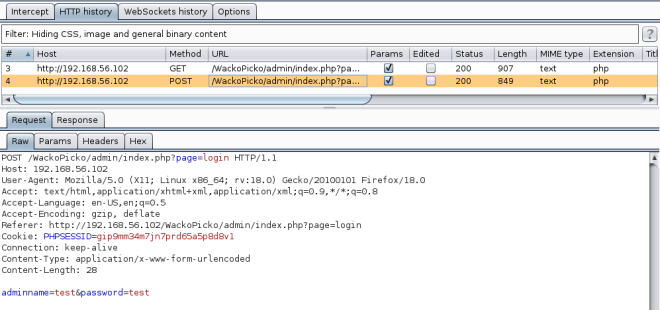 Intercept HTTP history WebSockets history Options
Filter: Hiding CSS, image and general binary content ?
# Host Method URL Params Edited Status Length MIME type Extension Titl
3 http://192.168.56.102 GET /WackoPicko/admin/index.php?pa... 200 907 text php
4 http://192.168.56.102 POST /WackoPicko/admin/index.php?pa... 200 849 text php
Request Response
Raw Params Headers Hex
POST /WackoPicko/admin/index.php?page=login HTTP/1.1
Host: 192.168.56.102
User-Agent: Mozilla/5.0 (X11; Linux x86_64; rv:18.0) Gecko/20100101 Firefox/18.0
Accept: text/html,application/xhtml+xml,application/xml;q=0.9,*/*;q=0.8
Accept-Language: en-US,en;q=0.5
Accept-Encoding: gzip, deflate
Referer: http://192.168.56.102/WackoPicko/admin/index.php?page=login
Cookie: PHPSESSID=gip9mm34m7jn7prd65a5p8d8v1
Connection: keep-alive
Content-Type: application/x-www-form-urlencoded
Content-Length: 28
adminname=test&password=test